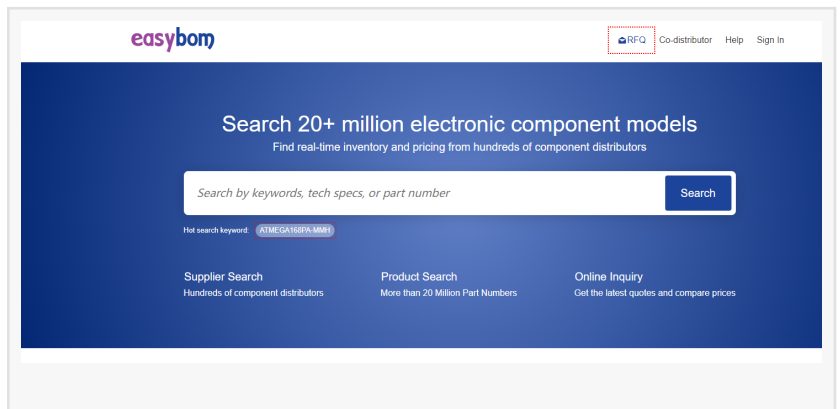 easybom
RFQ Co-distributor Help Sign In
Search 20+ million electronic component models
Find real-time inventory and pricing from hundreds of component distributors
Search by keywords, tech specs, or part number
Search
Hot search keyword: ATMEGA168PA-MMH
Supplier Search
Hundreds of component distributors
Product Search
More than 20 Million Part Numbers
Online Inquiry
Get the latest quotes and compare prices